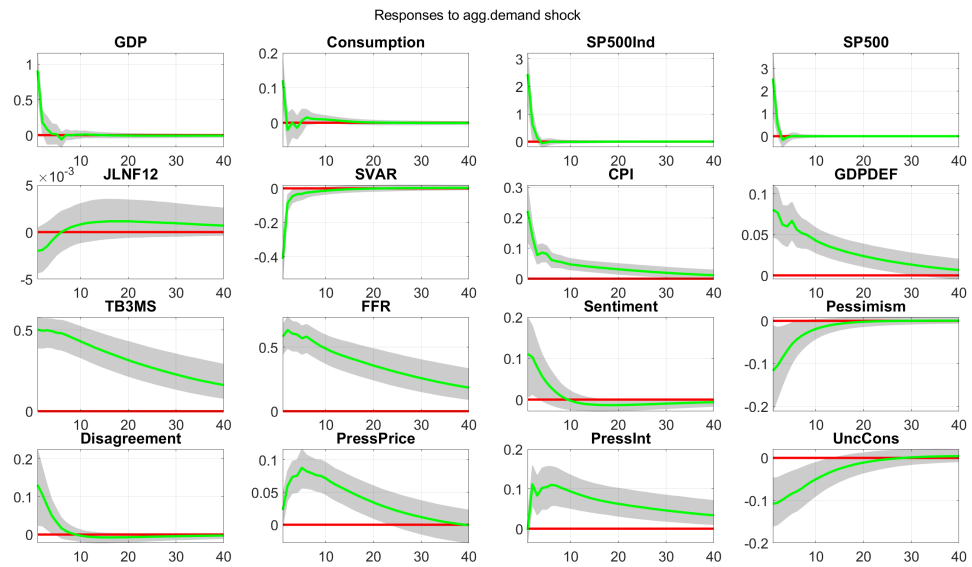 Responses to agg.demand shock
GDP Consumption SP500Ind SP500
1 0.5 0
0.2 0.1 0
3 2 1 0
3 2 1 0
10 20 30 40 10 20 30 40 10 20 30 40 10 20 30 40
JLNF12 SVAR CPI GDPDEF
×10⁻³
5 0 -5
0 -0.2 -0.4
0.3 0.2 0.1 0
0.1 0.05 0
10 20 30 40 10 20 30 40 10 20 30 40 10 20 30 40
TB3MS FFR Sentiment Pessimism
0.5 0
0.5 0
0.2 0.1 0
0 -0.1 -0.2
10 20 30 40 10 20 30 40 10 20 30 40 10 20 30 40
Disagreement PressPrice PressInt UncCons
0.2 0.1 0
0.1 0.05 0
0.2 0.1 0
0 -0.1 -0.2
10 20 30 40 10 20 30 40 10 20 30 40 10 20 30 40